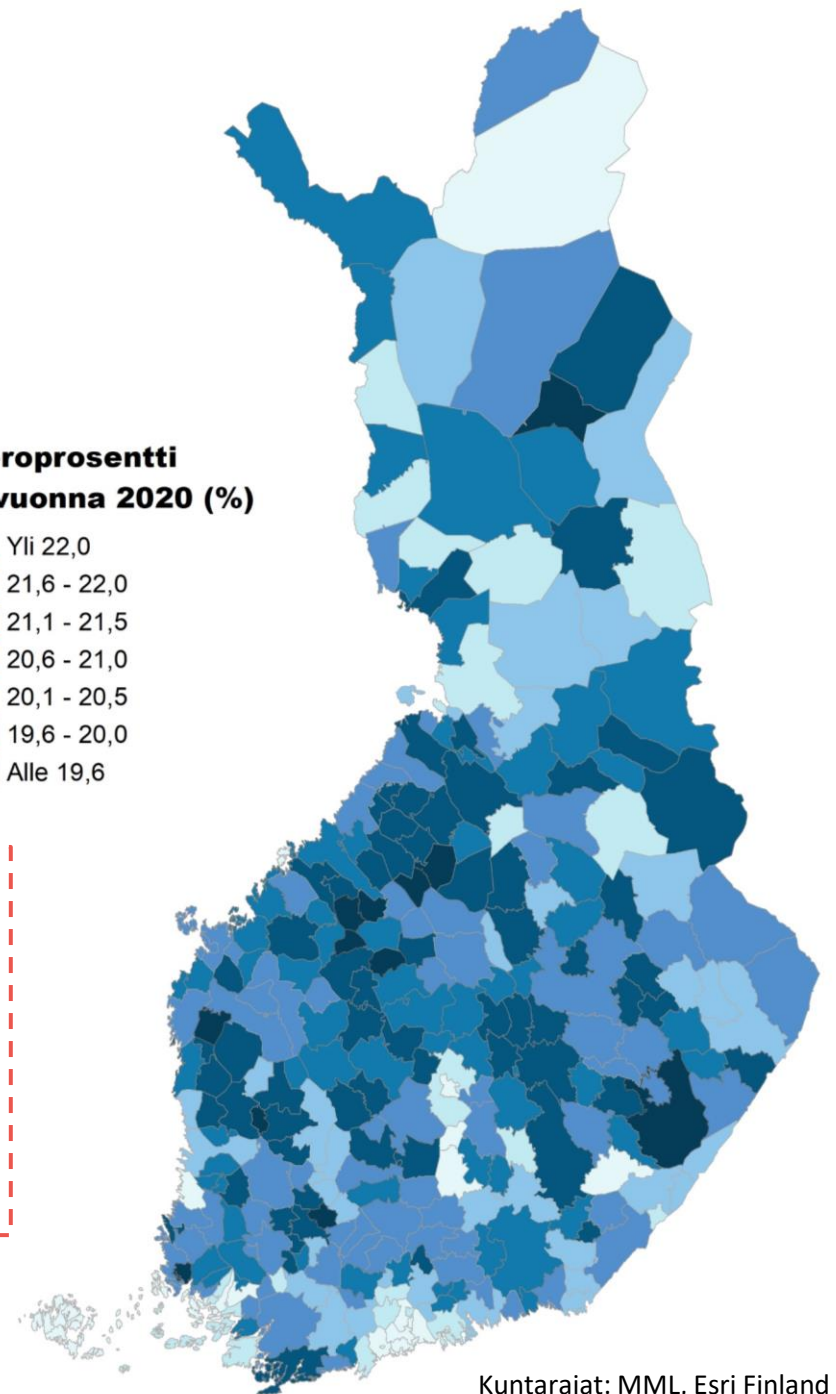 roprosentti
vuonna 2020 (%)
Yli 22,0
21,6 - 22,0
21,1 - 21,5
20,6 - 21,0
20,1 - 20,5
19,6 - 20,0
Alle 19,6
Kuntarajat: MML. Esri Finland